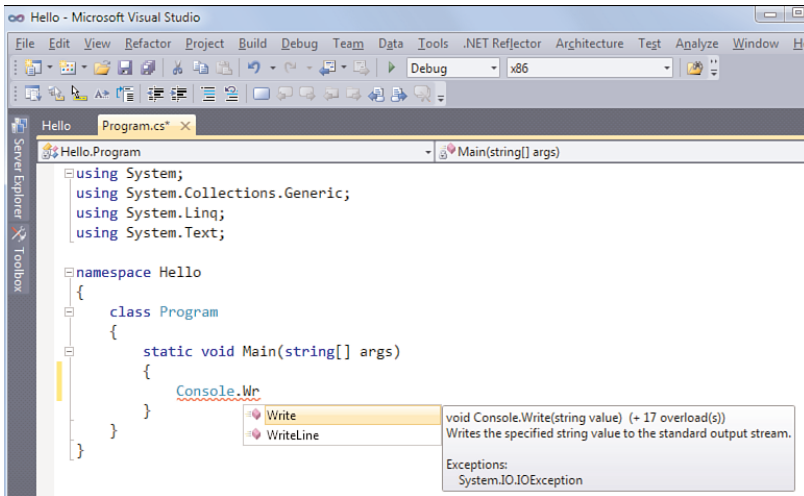 Hello - Microsoft Visual Studio
File Edit View Refactor Project Build Debug Team Data Tools .NET Reflector Architecture Test Analyze Window H
Debug x86
Hello Program.cs*
Hello.Program Main(string[] args)
Server Explorer
Toolbox
using System;
using System.Collections.Generic;
using System.Linq;
using System.Text;
namespace Hello
{
class Program
{
static void Main(string[] args)
{
Console.Wr
}
}
}
Write
WriteLine
void Console.Write(string value) (+ 17 overload(s))
Writes the specified string value to the standard output stream.
Exceptions:
System.IO.IOException